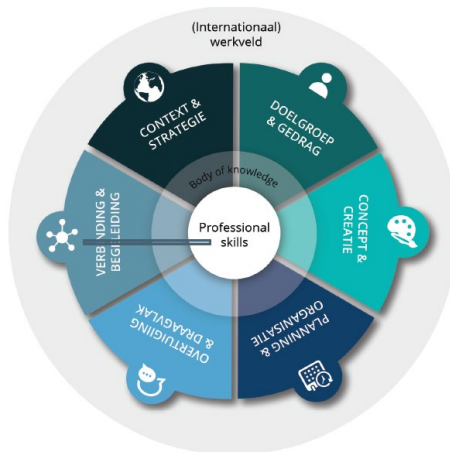 (Internationaal)
werkveld
CONTEXT &
STRATEGIE
DOELGROEP
& GEDRAG
CONCEPT &
CREATIE
PLANNING &
ORGANISATIE
OVERTUIGING
& DRAAGVLAK
VERBINDING &
BEGELEIDING
Body of knowledge
Professional
skills